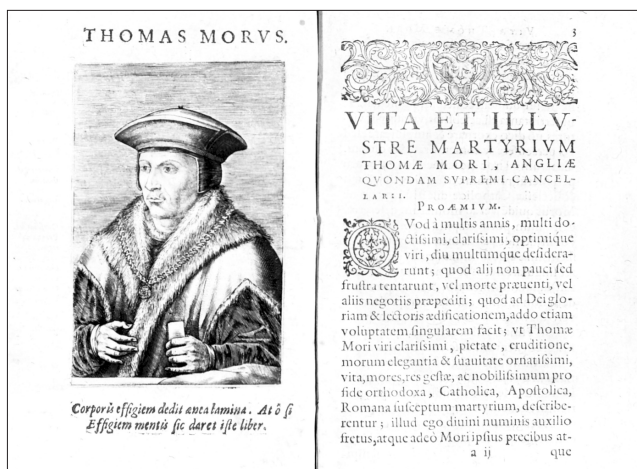 THOMAS MORVS.
Corporis effigiem dedit ænea lamina. At ô si
Effigiem mentis sic daret iste liber.
3
VITA ET ILLV-
STRE MARTYRIVM
THOMÆ MORI, ANGLIÆ
QVONDAM SVPREMI CANCEL-
LARII.
PROÆMIVM.
QVod à multis annis, multi do-
ctissimi, clarissimi, optimique
viri, diu multumque desidera-
runt; quod alij non pauci sed
frustra tentarunt, vel morte præuenti, vel
aliis negotiis præpediti; quod ad Dei glo-
riam & lectoris ædificationem, addo etiam
voluptatem singularem facit; vt Thomæ
Mori viri clarissimi, pietate, eruditione,
morum elegantia & suauitate ornatissimi,
vita, mores, res gestæ, ac nobilissimum pro
fide orthodoxa, Catholica, Apostolica,
Romana susceptum martyrium, describe-
rentur; illud ego diuini numinis auxilio
fretus, atque adeò Mori ipsius precibus at-
a ij que